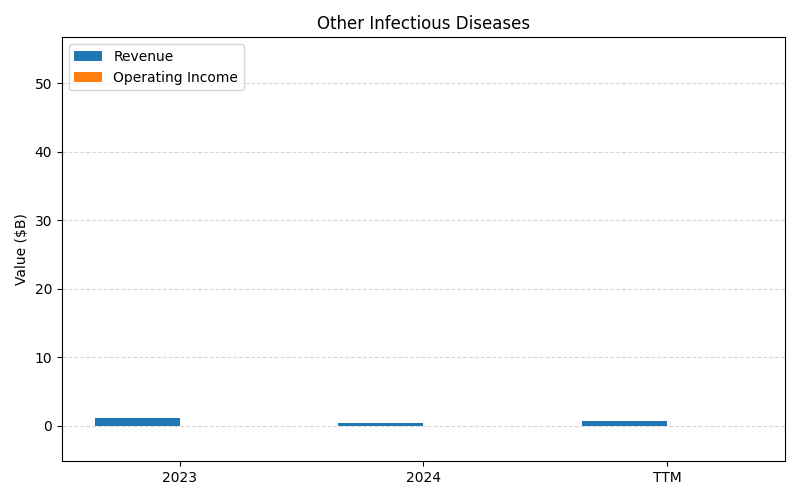 Other Infectious Diseases
Revenue
Operating Income
Value ($B)
50
40
30
20
10
0
2023
2024
TTM